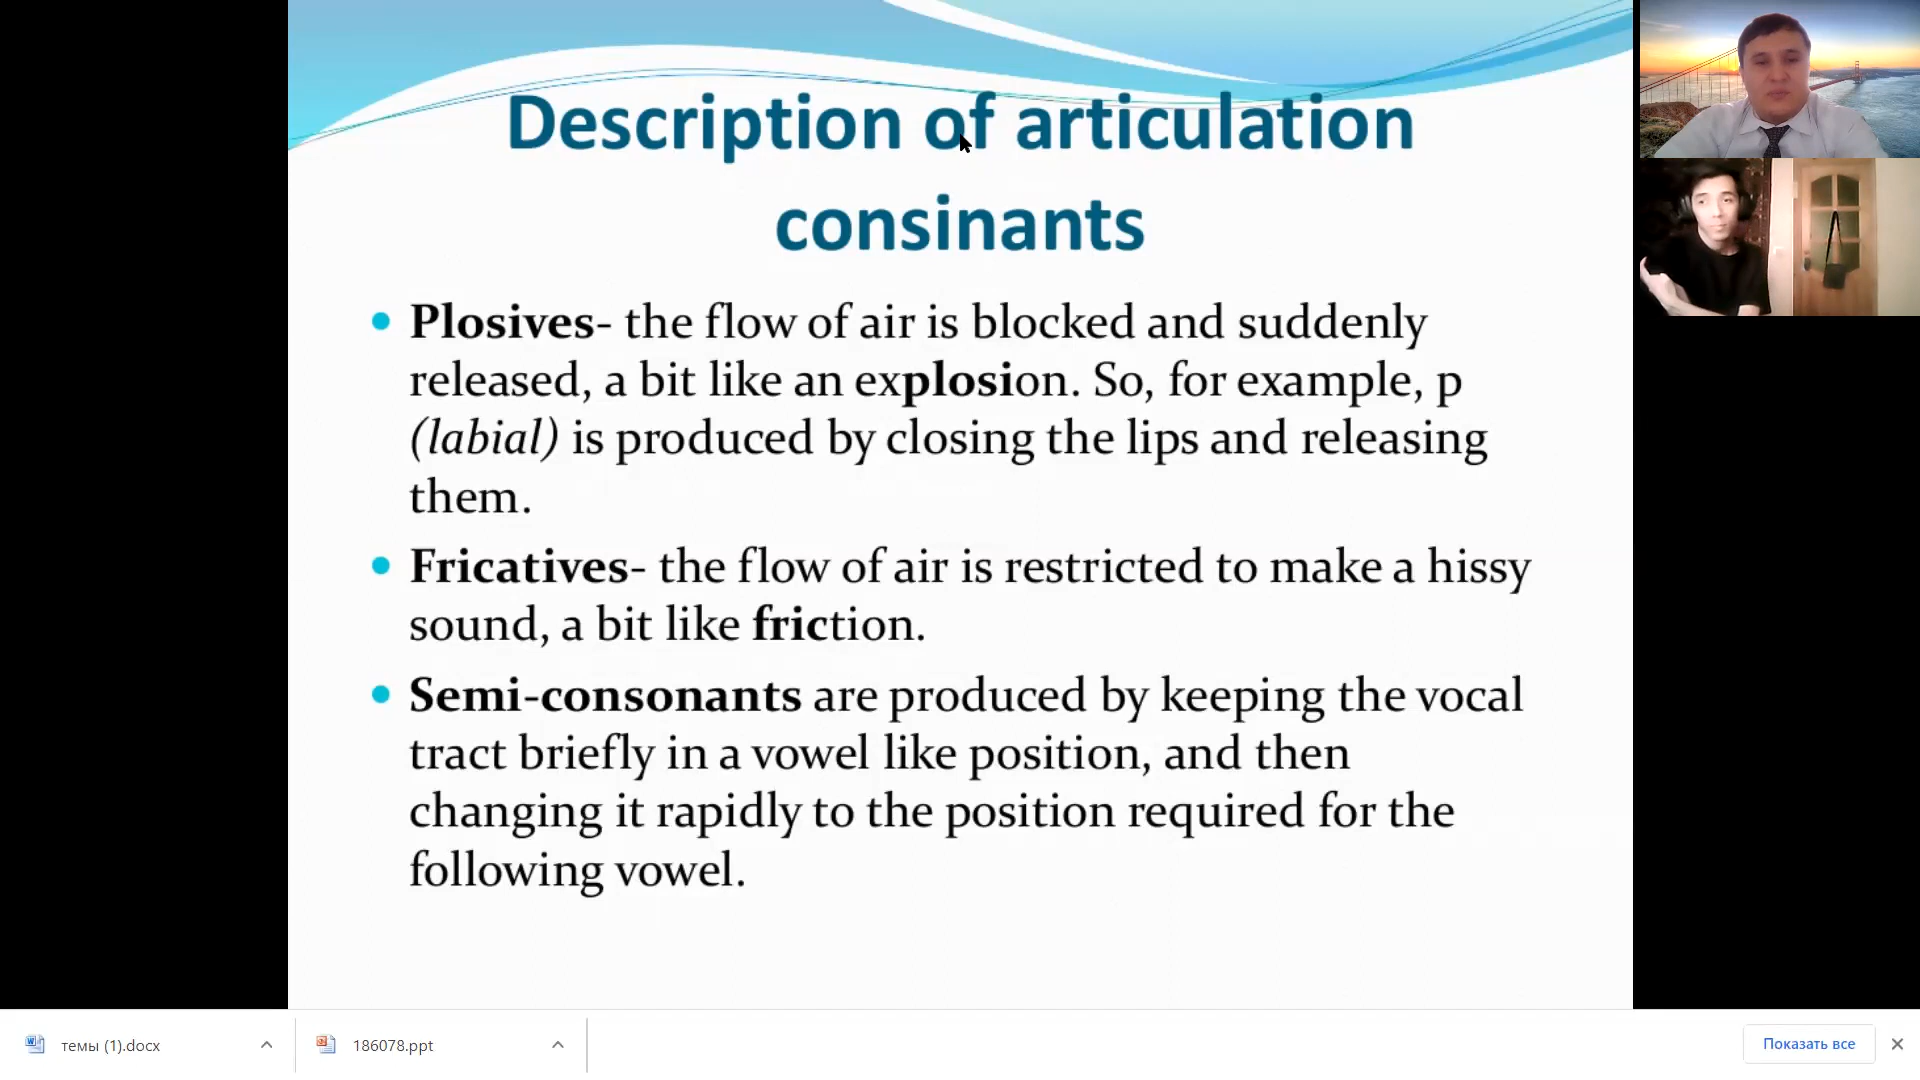 Description of articulation
consinants
Plosives- the flow of air is blocked and suddenly
released, a bit like an explosion. So, for example, p
(labial) is produced by closing the lips and releasing
them.
Fricatives- the flow of air is restricted to make a hissy
sound, a bit like friction.
Semi-consonants are produced by keeping the vocal
tract briefly in a vowel like position, and then
changing it rapidly to the position required for the
following vowel.
темы (1).docx
186078.ppt
Показать все